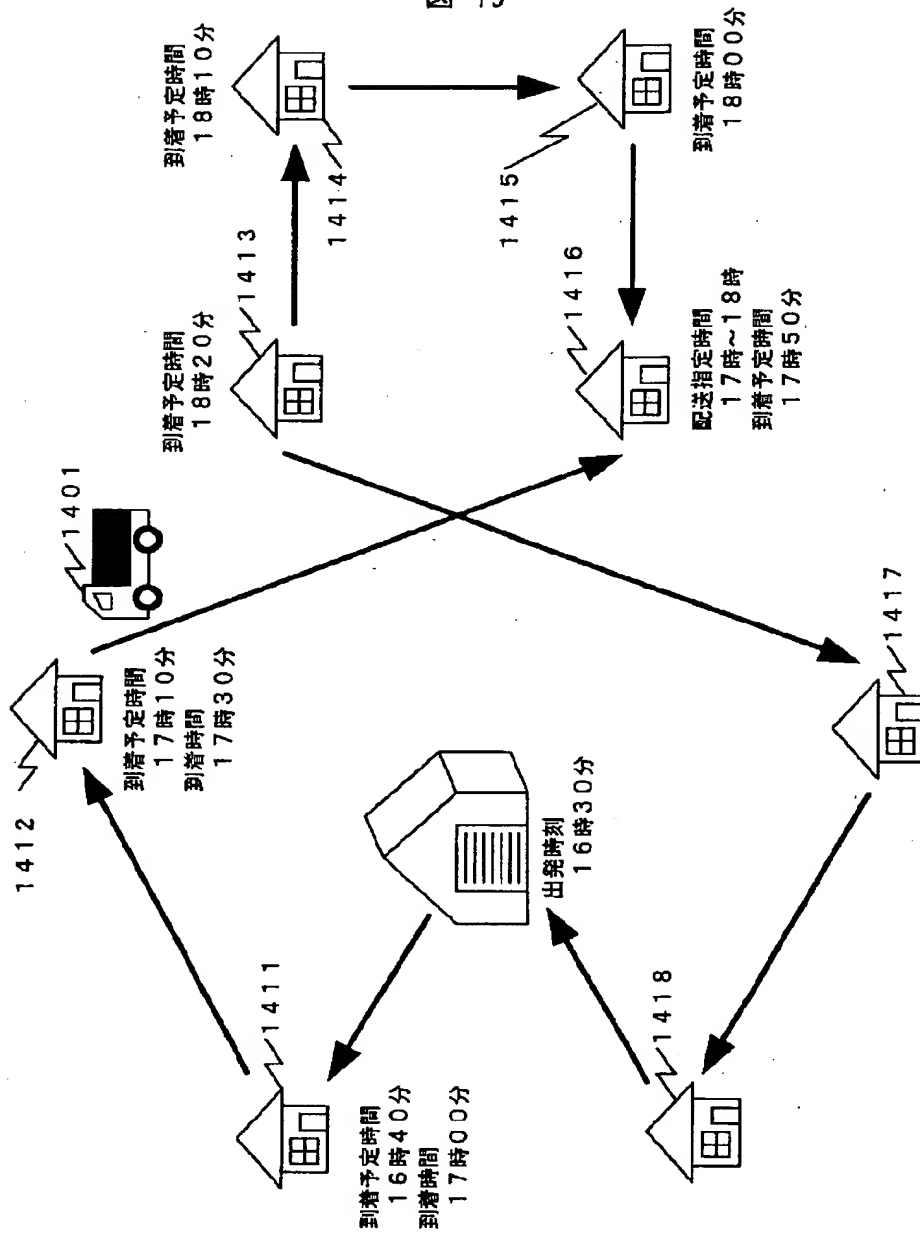 図 15
到着予定時間
18時10分
1414
到着予定時間
18時20分
1413
1415
到着予定時間
18時00分
1416
配送指定時間
17時~18時
到着予定時間
17時50分
1401
1412
到着予定時間
17時10分
到着時間
17時30分
1417
出発時刻
16時30分
1411
到着予定時間
16時40分
到着時間
17時00分
1418